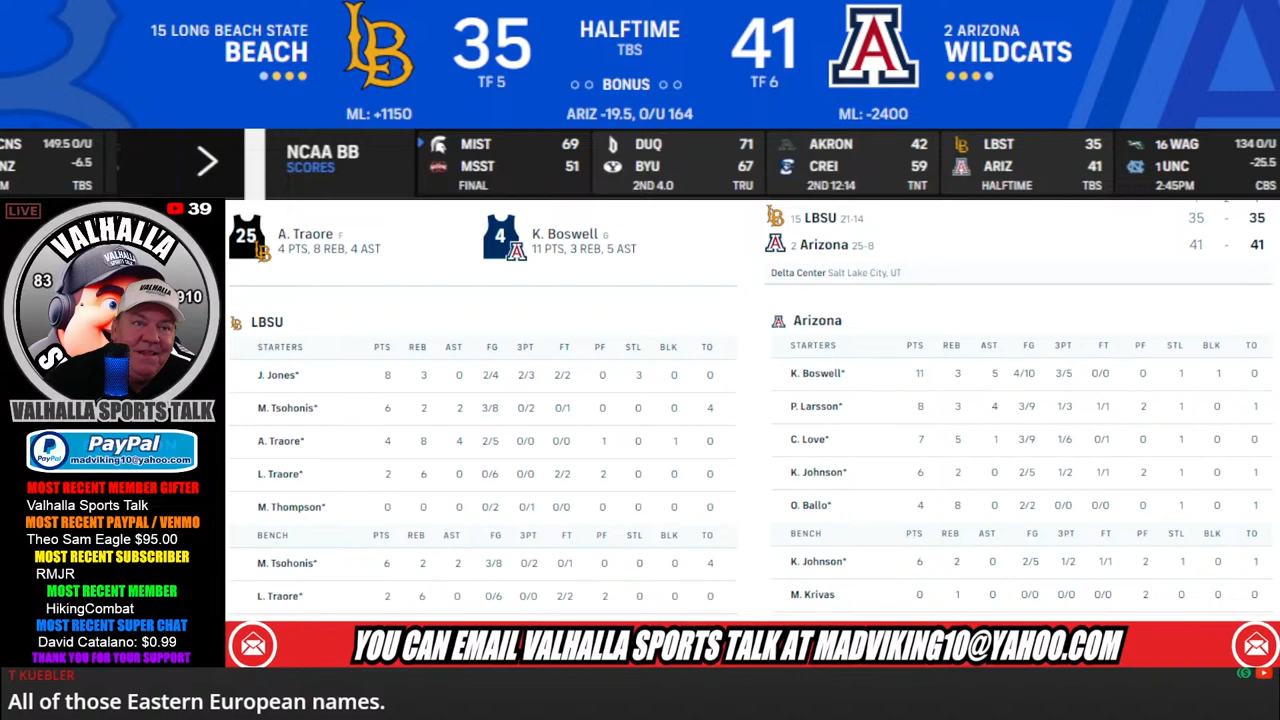 15 LONG BEACH STATE
BEACH
35
TF 5
HALFTIME
TBS
BONUS
41
TF 6
2 ARIZONA
WILDCATS
ML: +1150
ARIZ -19.5, O/U 164
ML: -2400
CNS 149.5 O/U
NZ -6.5
M TBS
NCAA BB
SCORES
MIST 69
MSST 51
FINAL
DUQ 71
BYU 67
2ND 4.0 TRU
AKRON 42
CREI 59
2ND 12:14 TNT
LBST 35
ARIZ 41
HALFTIME TBS
16 WAG 134 O/U
1 UNC -25.5
2:45PM CBS
LIVE
39
VALHALLA
VALHALLA
83
910
VALHALLA SPORTS TALK
PayPal
PayPal
madviking10@yahoo.com
MOST RECENT MEMBER GIFTER
Valhalla Sports Talk
MOST RECENT PAYPAL / VENMO
Theo Sam Eagle $95.00
MOST RECENT SUBSCRIBER
RMJR
MOST RECENT MEMBER
HikingCombat
MOST RECENT SUPER CHAT
David Catalano: $0.99
THANK YOU FOR YOUR SUPPORT
25
A. Traore F
4 PTS, 8 REB, 4 AST
4
K. Boswell G
11 PTS, 3 REB, 5 AST
15 LBSU 21-14 35 - 35
2 Arizona 25-8 41 - 41
Delta Center Salt Lake City, UT
LBSU
STARTERS PTS REB AST FG 3PT FT PF STL BLK TO
J. Jones* 8 3 0 2/4 2/3 2/2 0 3 0 0
M. Tsohonis* 6 2 2 3/8 0/2 0/1 0 0 0 4
A. Traore* 4 8 4 2/5 0/0 0/0 1 0 1 0
L. Traore* 2 6 0 0/6 0/0 2/2 2 0 0 0
M. Thompson* 0 0 0 0/2 0/1 0/0 0 0 0 0
BENCH PTS REB AST FG 3PT FT PF STL BLK TO
M. Tsohonis* 6 2 2 3/8 0/2 0/1 0 0 0 4
L. Traore* 2 6 0 0/6 0/0 2/2 2 0 0 0
Arizona
STARTERS PTS REB AST FG 3PT FT PF STL BLK TO
K. Boswell* 11 3 5 4/10 3/5 0/0 0 1 1 0
P. Larsson* 8 3 4 3/9 1/3 1/1 2 1 0 1
C. Love* 7 5 1 3/9 1/6 0/1 0 1 0 0
K. Johnson* 6 2 0 2/5 1/2 1/1 2 1 0 1
O. Ballo* 4 8 0 2/2 0/0 0/0 0 1 0 1
BENCH PTS REB AST FG 3PT FT PF STL BLK TO
K. Johnson* 6 2 0 2/5 1/2 1/1 2 1 0 1
M. Krivas 0 1 0 0/0 0/0 0/0 2 0 0 0
YOU CAN EMAIL VALHALLA SPORTS TALK AT MADVIKING10@YAHOO.COM
T KUEBLER
All of those Eastern European names.